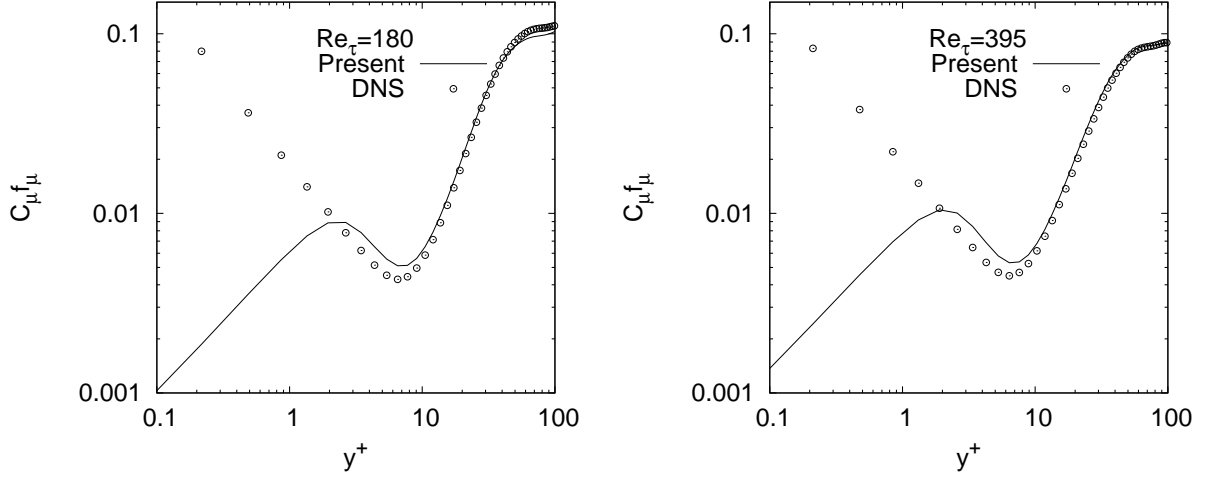 0.1
0.01
0.001
0.1
1
10
100
C_μ f_μ
y^+
Re_τ=180
Present
DNS
0.1
0.01
0.001
0.1
1
10
100
C_μ f_μ
y^+
Re_τ=395
Present
DNS